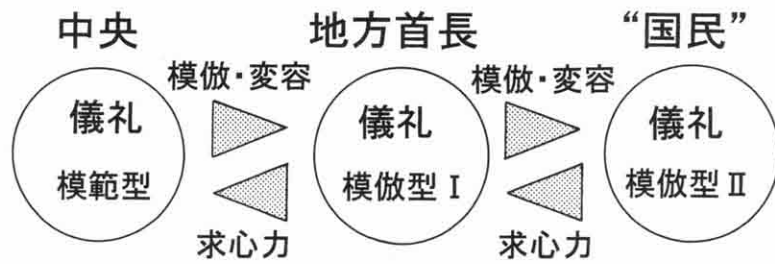 中央
地方首長
“国民”
模倣・変容
模倣・変容
儀礼
模範型
儀礼
模倣型Ⅰ
儀礼
模倣型Ⅱ
求心力
求心力